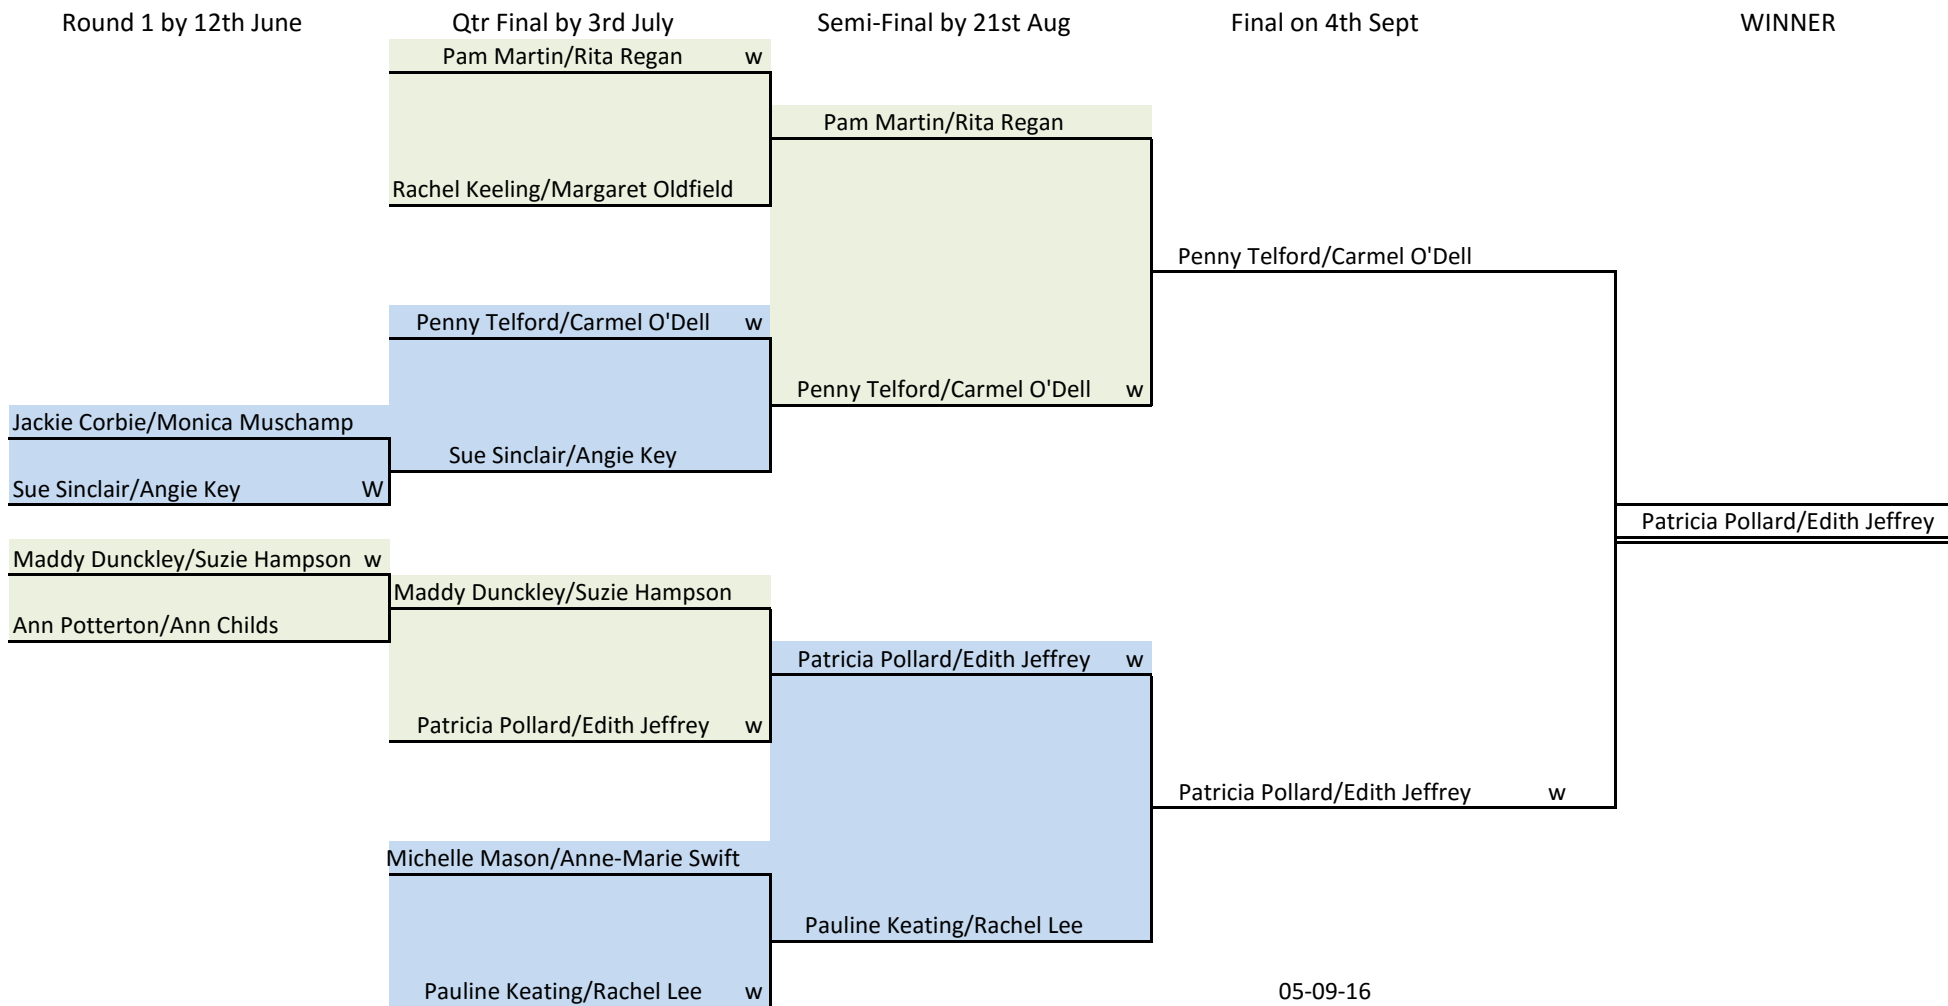 Round 1 by 12th June Qtr Final by 3rd July Semi-Final by 21st Aug Final on 4th Sept WINNER
Pam Martin/Rita Regan w
Pam Martin/Rita Regan
Rachel Keeling/Margaret Oldfield
Penny Telford/Carmel O'Dell
Penny Telford/Carmel O'Dell w
Penny Telford/Carmel O'Dell w
Jackie Corbie/Monica Muschamp
Sue Sinclair/Angie Key
Sue Sinclair/Angie Key W
Patricia Pollard/Edith Jeffrey
Maddy Dunckley/Suzie Hampson w
Maddy Dunckley/Suzie Hampson
Ann Potterton/Ann Childs
Patricia Pollard/Edith Jeffrey w
Patricia Pollard/Edith Jeffrey w
Patricia Pollard/Edith Jeffrey w
Michelle Mason/Anne-Marie Swift
Pauline Keating/Rachel Lee
Pauline Keating/Rachel Lee w
05-09-16